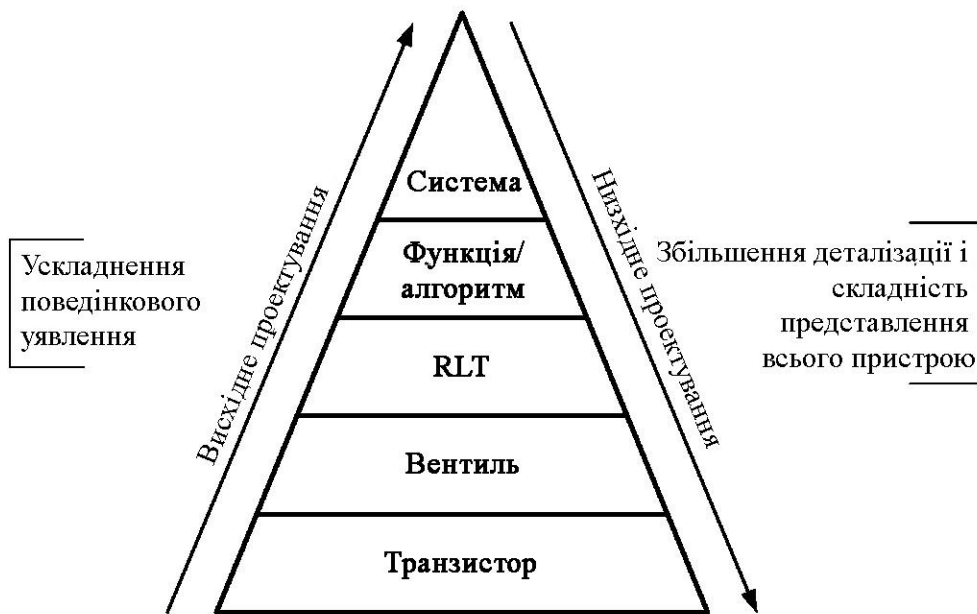 Система
Функція/
алгоритм
RLT
Вентиль
Транзистор
Висхідне проектування
Низхідне проектування
Ускладнення
поведінкового
уявлення
Збільшення деталізації і
складність
представлення
всього пристрою